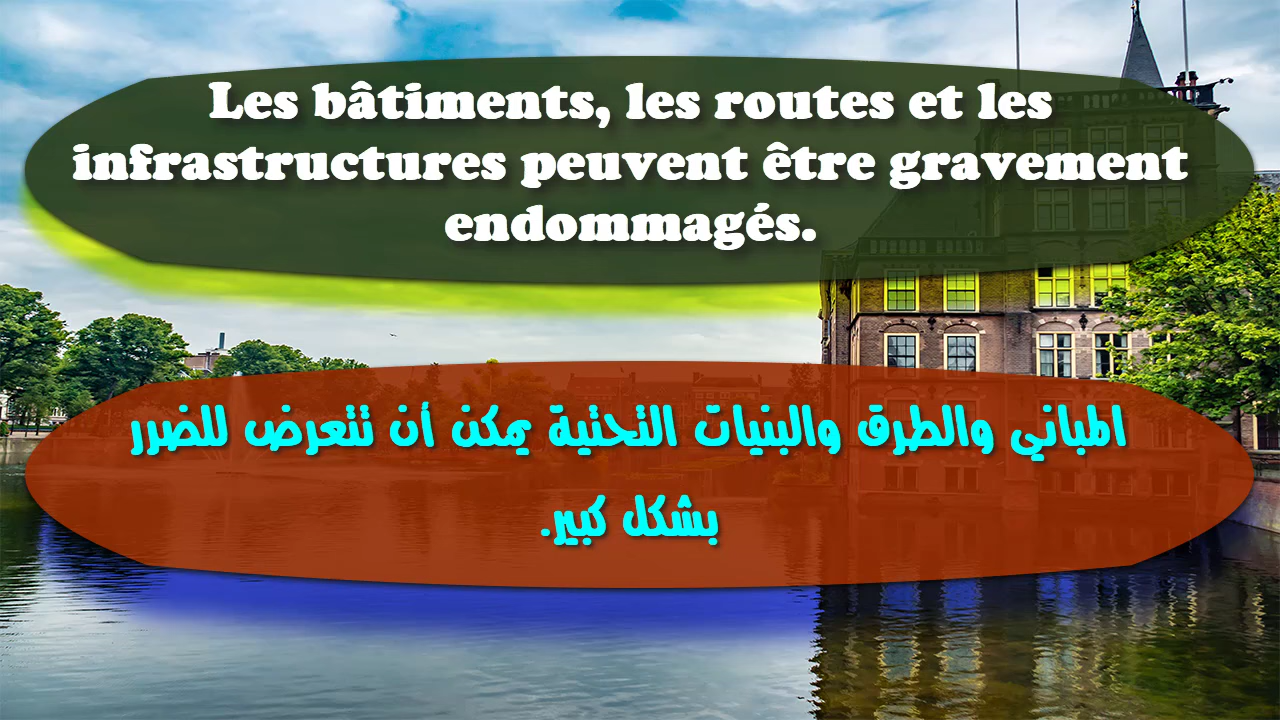 Les bâtiments, les routes et les
infrastructures peuvent être gravement
endommagés.
المباني والطرق والبنيات التحتية يمكن أن تتعرض للضرر
بشكل كبير.